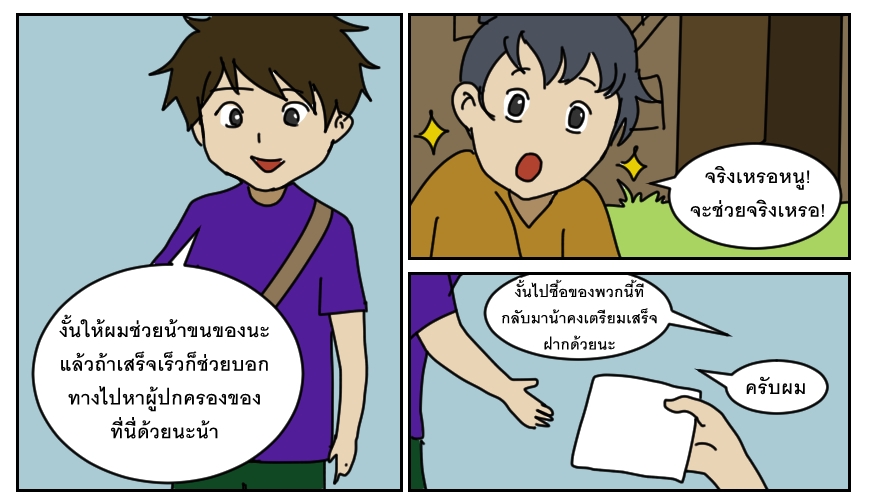 งั้นให้ผมช่วยน้าขนของนะ
แล้วถ้าเสร็จเร็วก็ช่วยบอก
ทางไปหาผู้ปกครองของ
ที่นี่ด้วยนะน้า
จริงเหรอหนู!
จะช่วยจริงเหรอ!
งั้นไปซื้อของพวกนี้ที
กลับมาน้าคงเตรียมเสร็จ
ฝากด้วยนะ
ครับผม